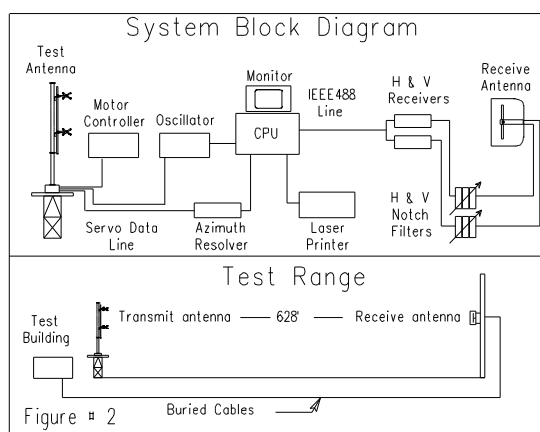 System Block Diagram
Test
Antenna
Motor
Controller
Oscillator
Monitor
CPU
IEEE488
Line
H & V
Receivers
Receive
Antenna
Servo Data
Line
Azimuth
Resolver
Laser
Printer
H & V
Notch
Filters
Test Range
Test
Building
Transmit antenna
628'
Receive antenna
Buried Cables
Figure # 2